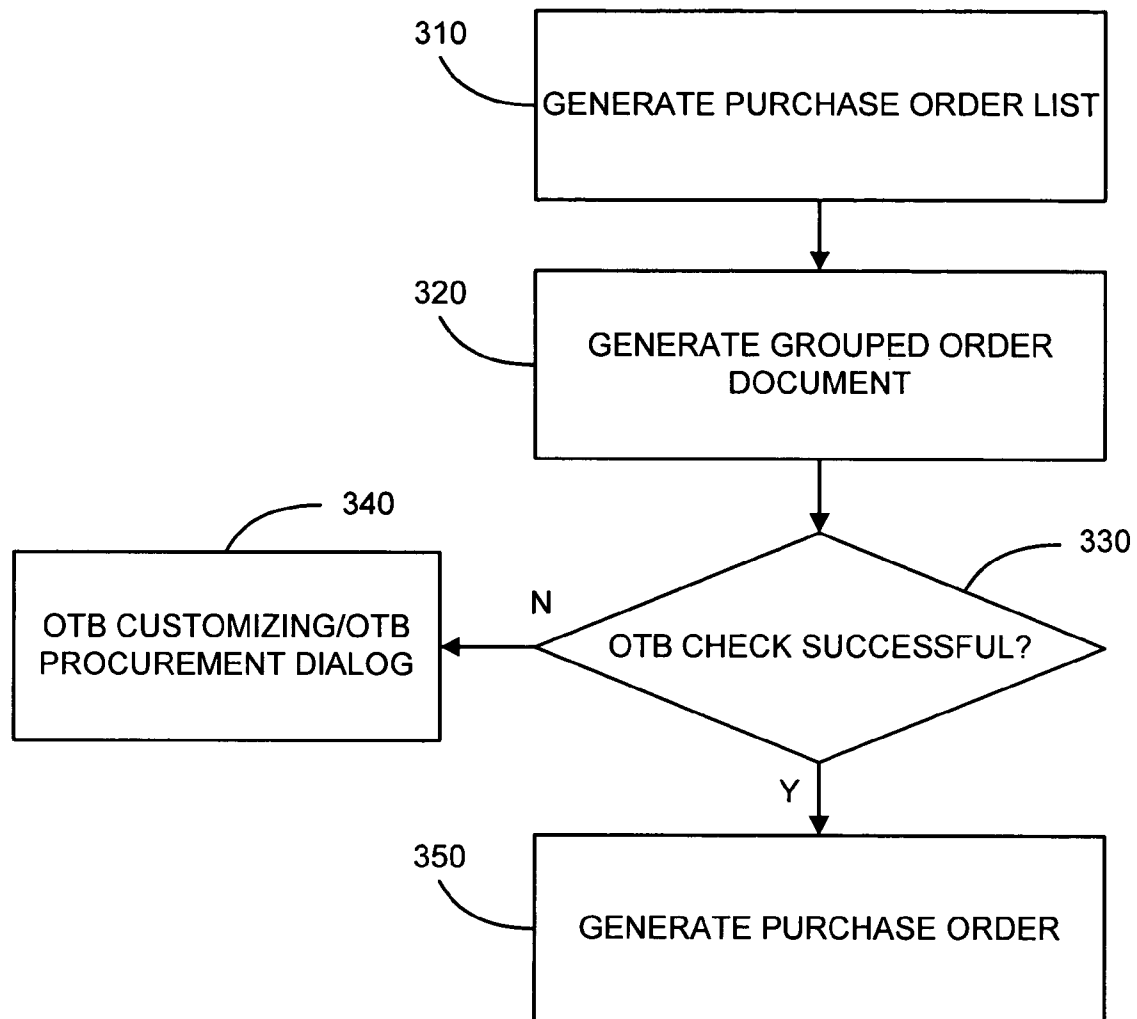 310
GENERATE PURCHASE ORDER LIST
320
GENERATE GROUPED ORDER
DOCUMENT
340
330
OTB CUSTOMIZING/OTB
PROCUREMENT DIALOG
N
OTB CHECK SUCCESSFUL?
Y
350
GENERATE PURCHASE ORDER